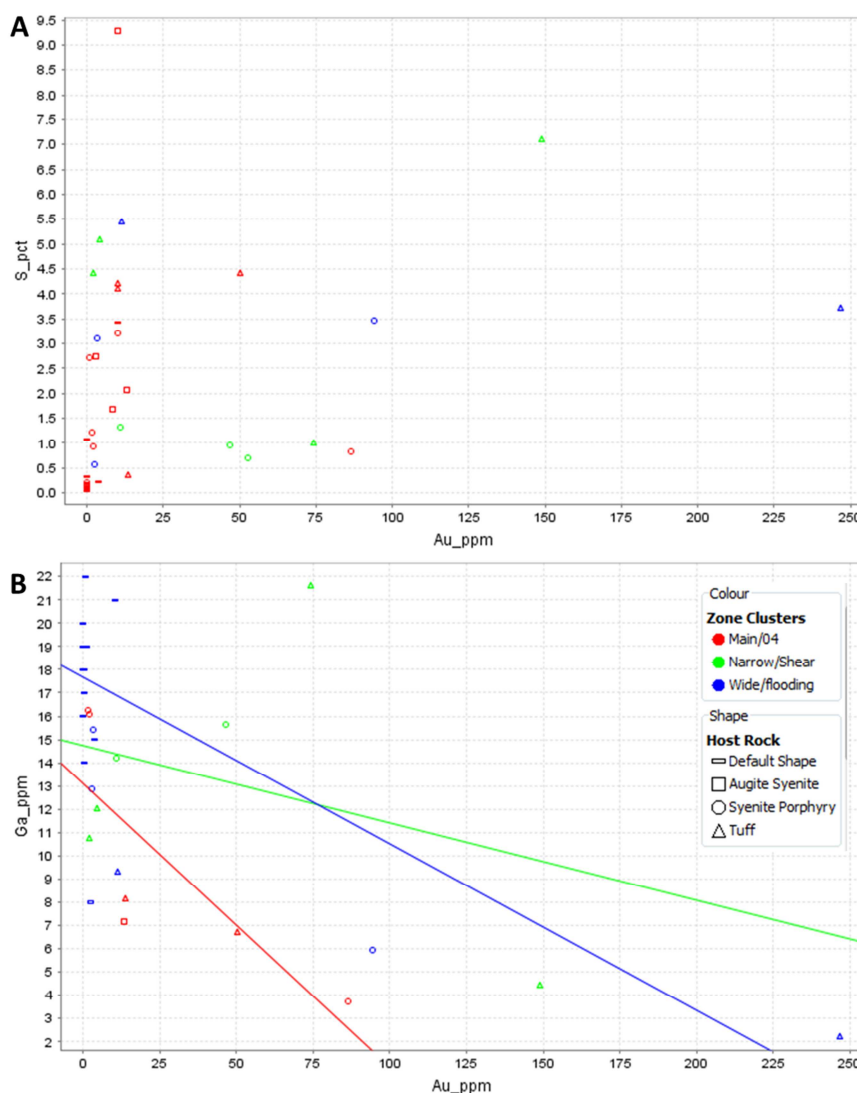 A
9.5
9.0
8.5
8.0
7.5
7.0
6.5
6.0
5.5
5.0
4.5
4.0
3.5
3.0
2.5
2.0
1.5
1.0
0.5
0.0
S_pct
0 25 50 75 100 125 150 175 200 225 250
Au_ppm
B
22
21
20
19
18
17
16
15
14
13
12
11
10
9
8
7
6
5
4
3
2
Ga_ppm
Colour
Zone Clusters
Main/04
Narrow/Shear
Wide/flooding
Shape
Host Rock
Default Shape
Augite Syenite
Syenite Porphyry
Tuff
0 25 50 75 100 125 150 175 200 225 250
Au_ppm